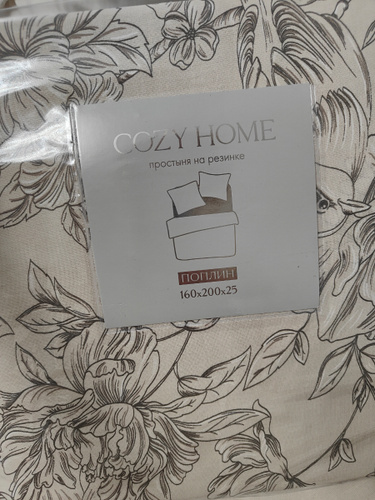 COZY HOME
простыня на резинке
ПОПЛИН
160x200x25